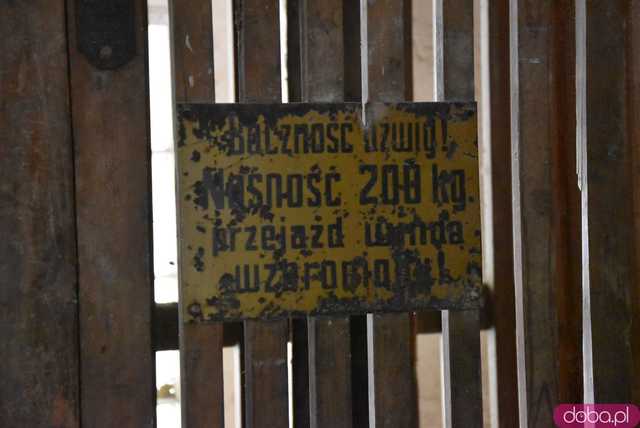 Baczność dźwig!
Nośność 200 kg.
przejazd windą
wzbroniony!
doba.pl